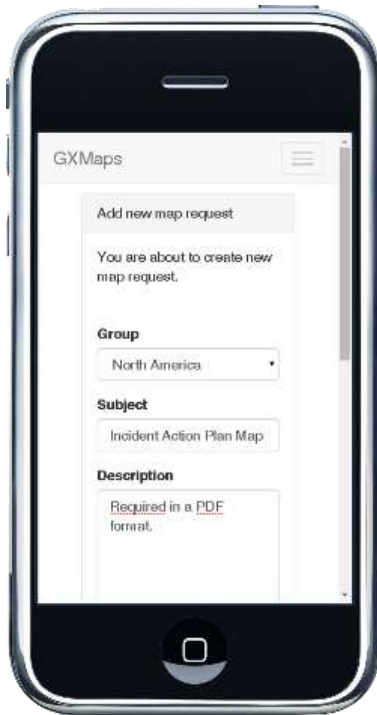 GXMaps
Add new map request
You are about to create new
map request.
Group
North America
Subject
Incident Action Plan Map
Description
Required in a PDF
format.